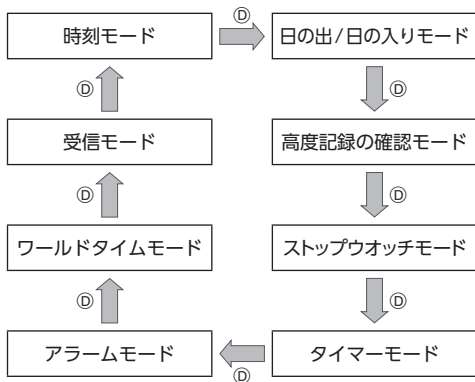 時刻モード
Ⓓ
日の出/日の入りモード
Ⓓ
高度記録の確認モード
Ⓓ
ストップウオッチモード
Ⓓ
タイマーモード
Ⓓ
アラームモード
Ⓓ
ワールドタイムモード
Ⓓ
受信モード
Ⓓ